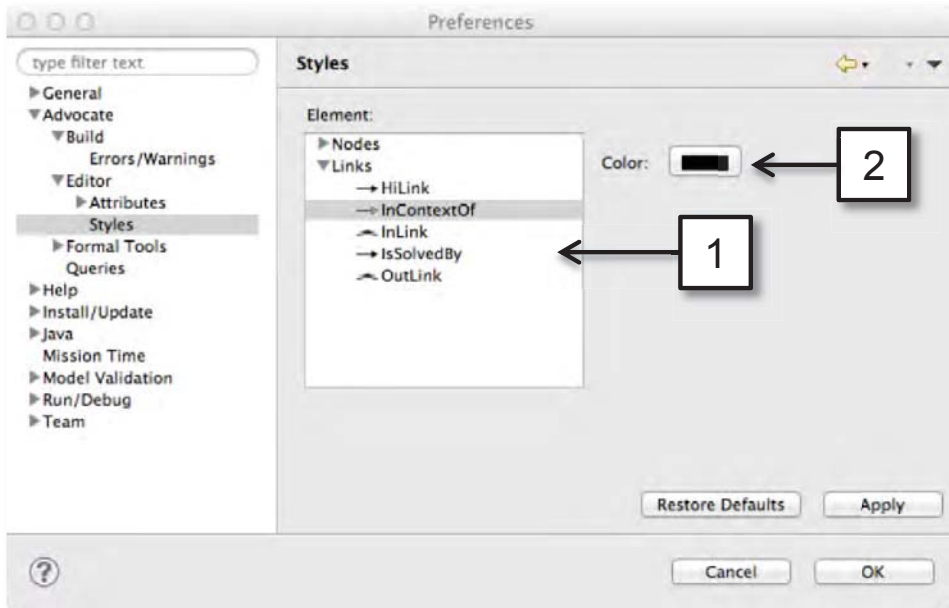 Preferences
type filter text
General
Advocate
Build
Errors/Warnings
Editor
Attributes
Styles
Formal Tools
Queries
Help
Install/Update
Java
Mission Time
Model Validation
Run/Debug
Team
Styles
Element:
Nodes
Links
HiLink
InContextOf
InLink
IsSolvedBy
OutLink
Color:
2
1
Restore Defaults
Apply
?
Cancel
OK